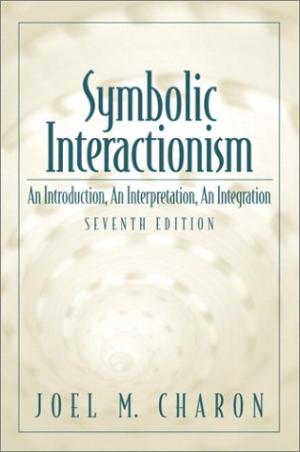 Symbolic
Interactionism
An Introduction, An Interpretation, An Integration
SEVENTH EDITION
JOEL M. CHARON